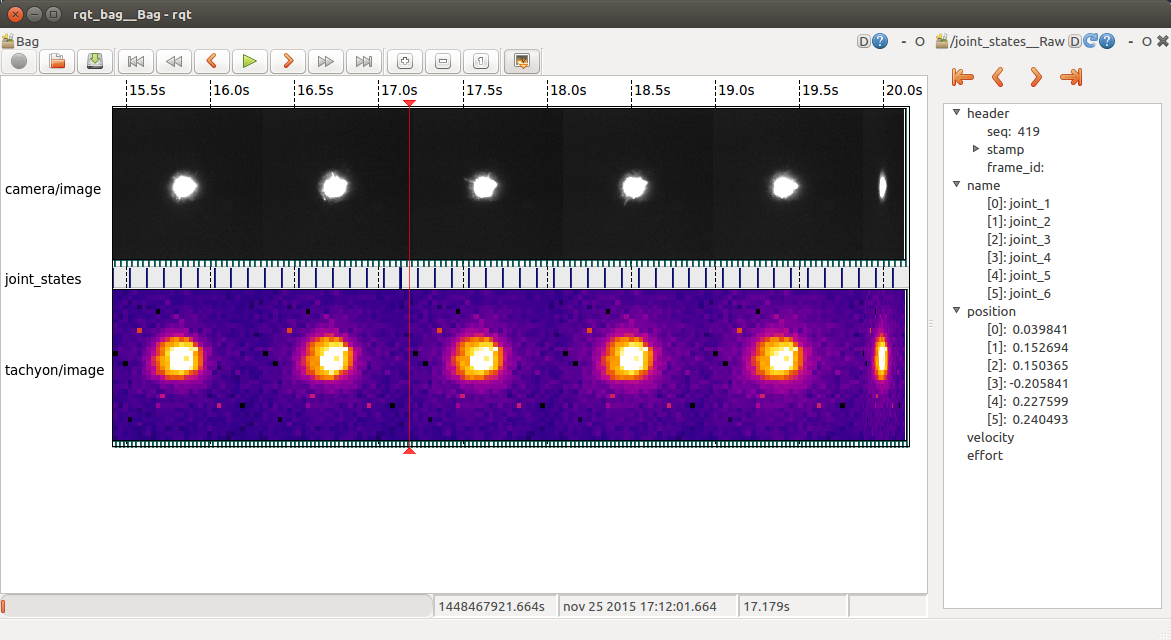 rqt_bag__Bag - rqt
Bag
D ? - O
/joint_states__Raw D ? - O
15.5s 16.0s 16.5s 17.0s 17.5s 18.0s 18.5s 19.0s 19.5s 20.0s
camera/image
joint_states
tachyon/image
header
seq: 419
stamp
frame_id:
name
[0]: joint_1
[1]: joint_2
[2]: joint_3
[3]: joint_4
[4]: joint_5
[5]: joint_6
position
[0]: 0.039841
[1]: 0.152694
[2]: 0.150365
[3]: -0.205841
[4]: 0.227599
[5]: 0.240493
velocity
effort
1448467921.664s nov 25 2015 17:12:01.664 17.179s